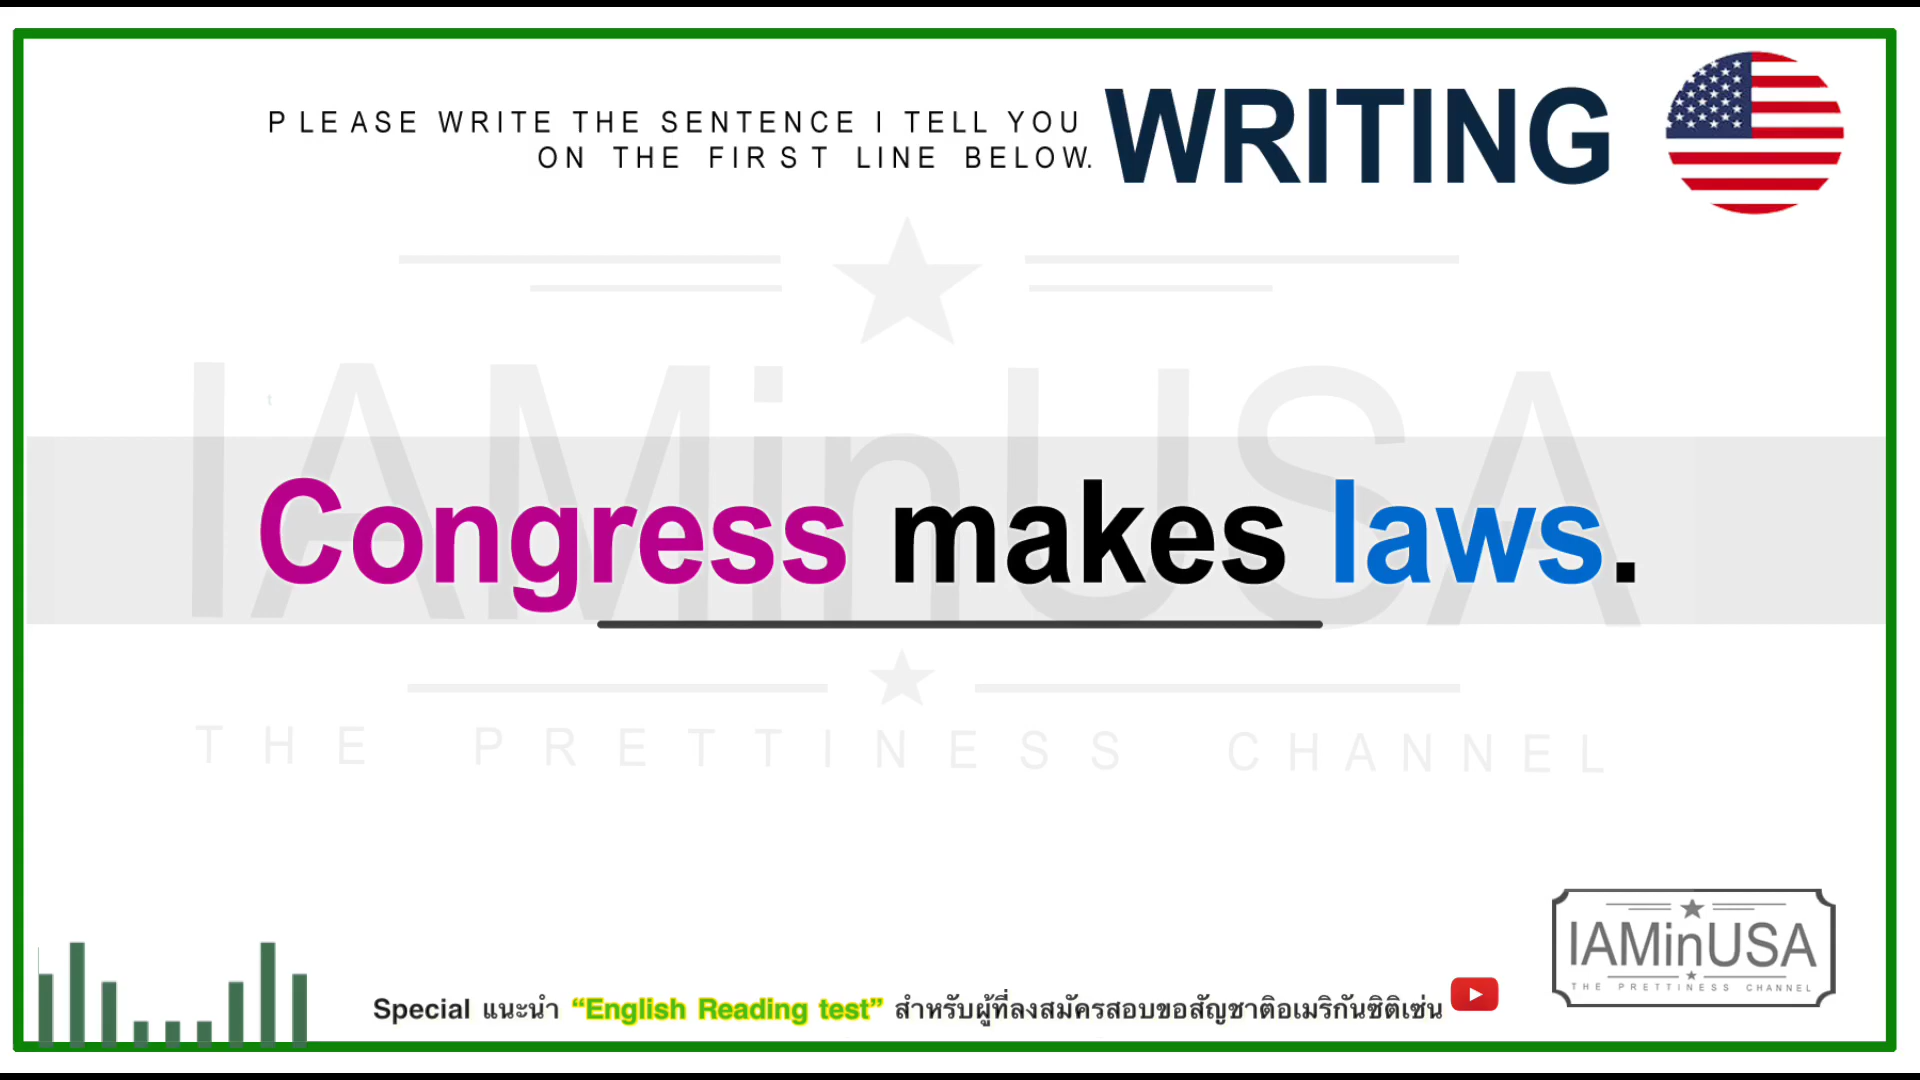 PLEASE WRITE THE SENTENCE I TELL YOU
ON THE FIRST LINE BELOW.
WRITING
IAMinUSA
Congress makes laws.
THE PRETTINESS CHANNEL
IAMinUSA
THE PRETTINESS CHANNEL
Special แนะนำ “English Reading test” สำหรับผู้ที่ลงสมัครสอบขอสัญชาติอเมริกันซิติเซ่น